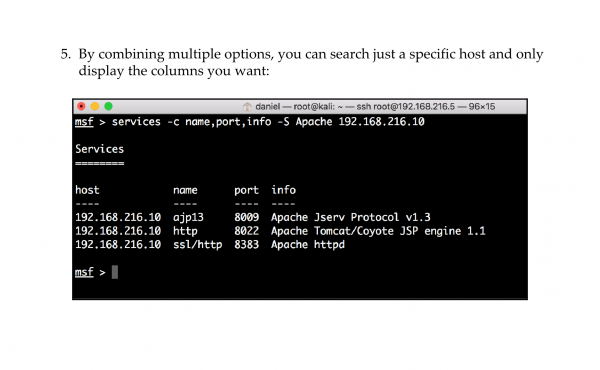 5. By combining multiple options, you can search just a specific host and only
display the columns you want:
daniel — root@kali: ~ — ssh root@192.168.216.5 — 96×15
msf > services -c name,port,info -S Apache 192.168.216.10
Services
========
host name port info
---- ---- ---- ----
192.168.216.10 ajp13 8009 Apache Jserv Protocol v1.3
192.168.216.10 http 8022 Apache Tomcat/Coyote JSP engine 1.1
192.168.216.10 ssl/http 8383 Apache httpd
msf >